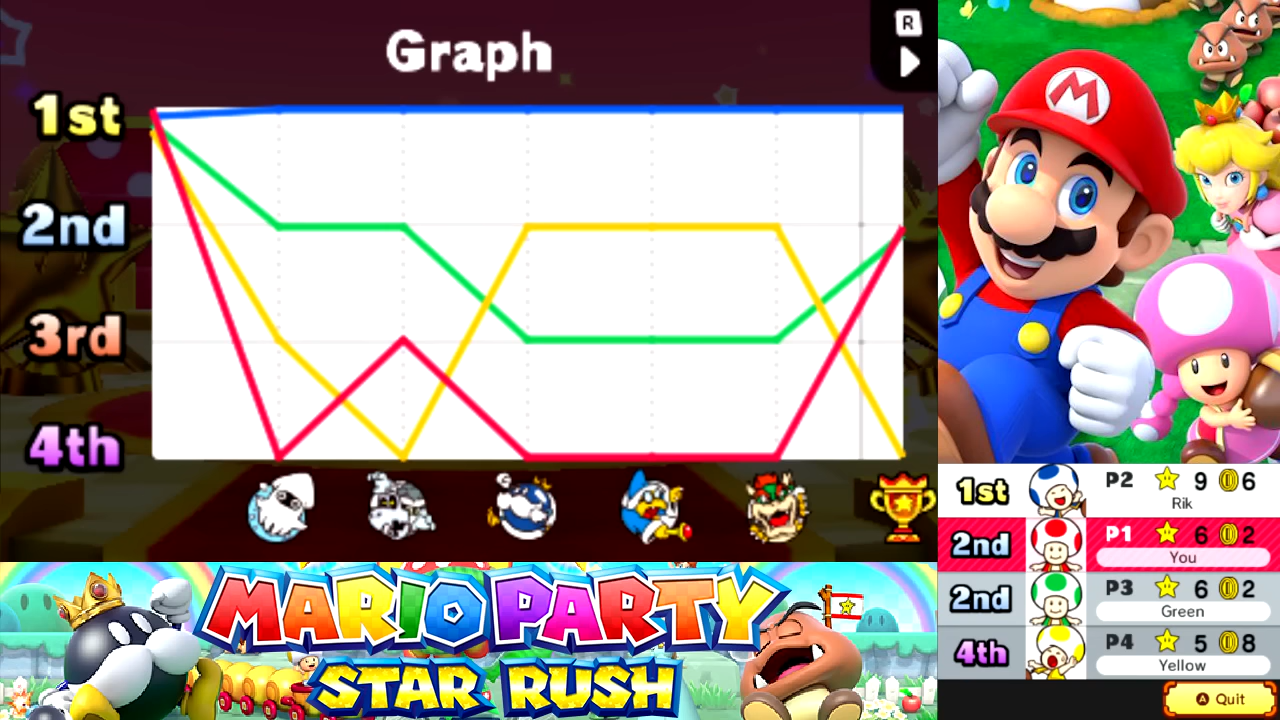 Graph
R
1st
2nd
3rd
4th
M
1st P2 9 6
Rik
2nd P1 6 2
You
2nd P3 6 2
Green
4th P4 5 8
Yellow
A Quit
MARIO PARTY
STAR RUSH